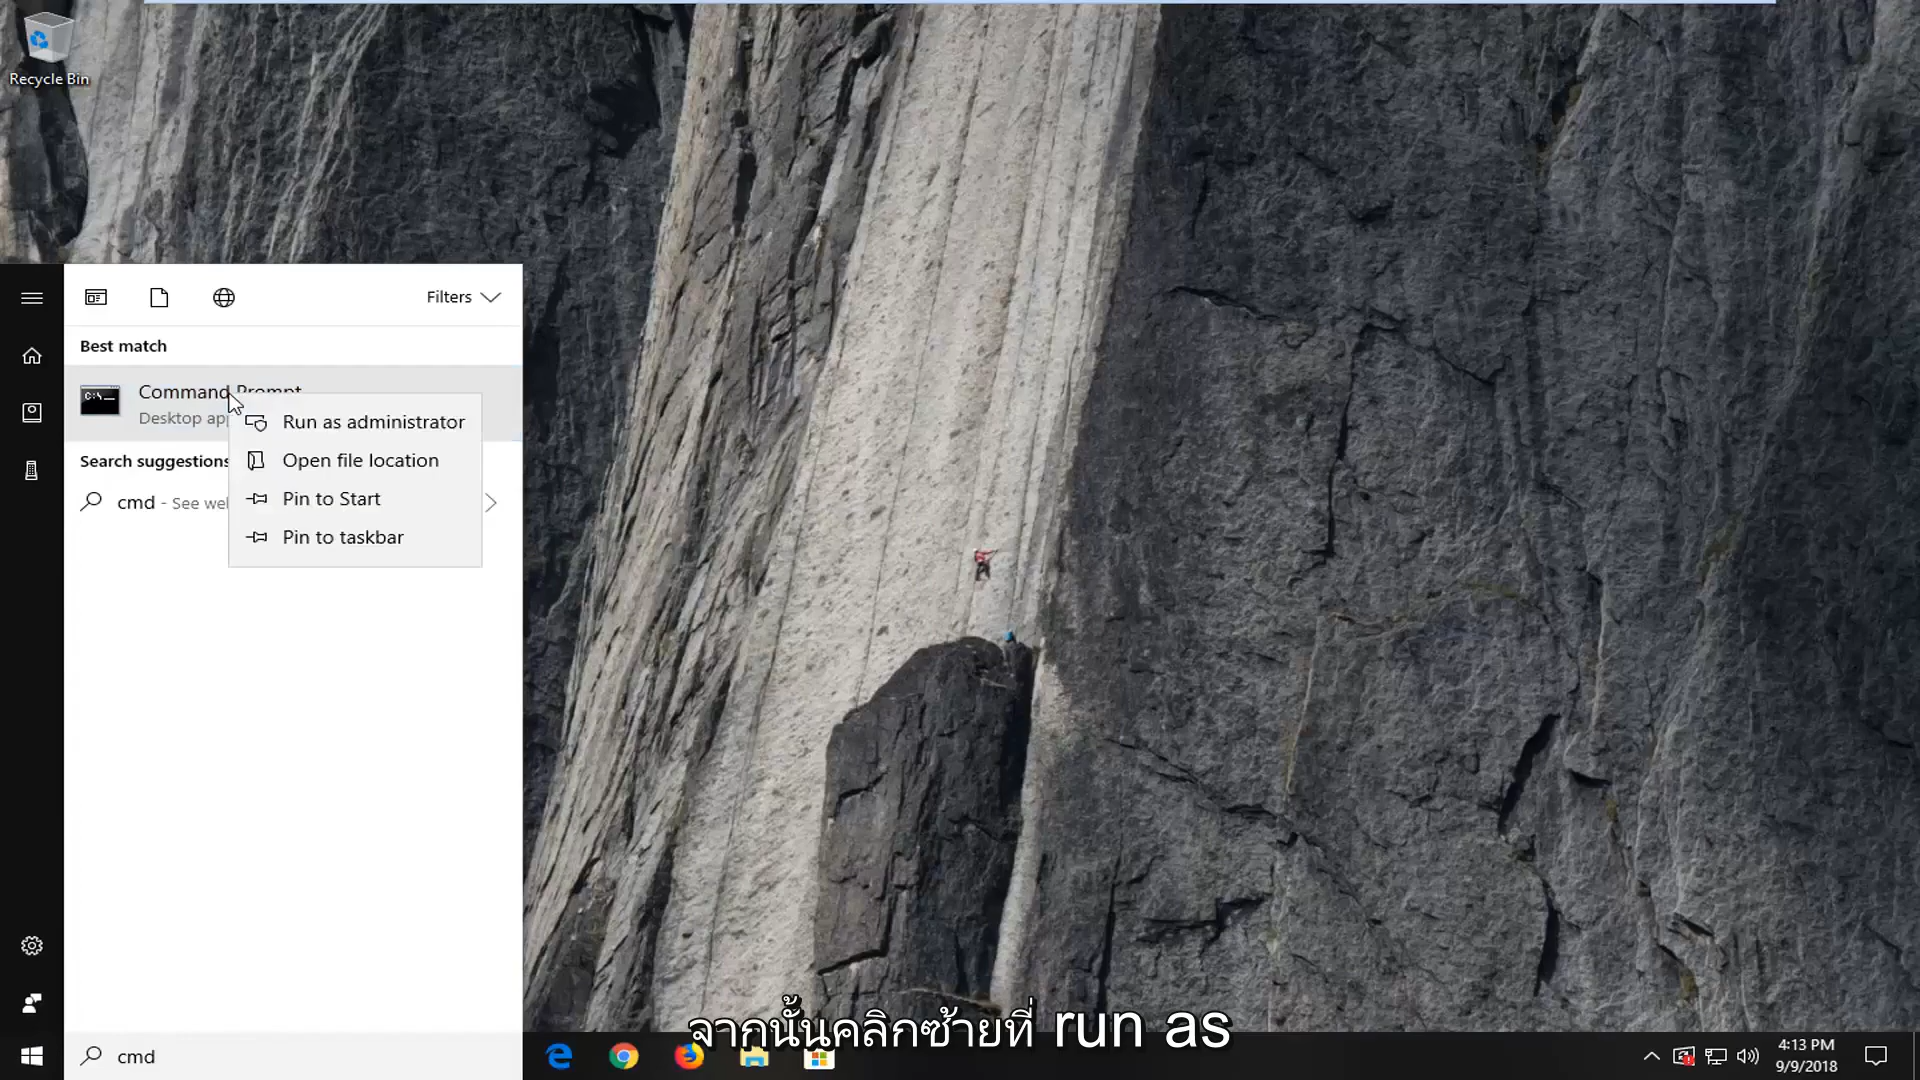 Recycle Bin
Filters
Best match
Command Prompt
Desktop app
Run as administrator
Search suggestions
Open file location
Pin to Start
cmd - See we
Pin to taskbar
จากนั้นคลิกซ้ายที่ run as
cmd
4:13 PM
9/9/2018